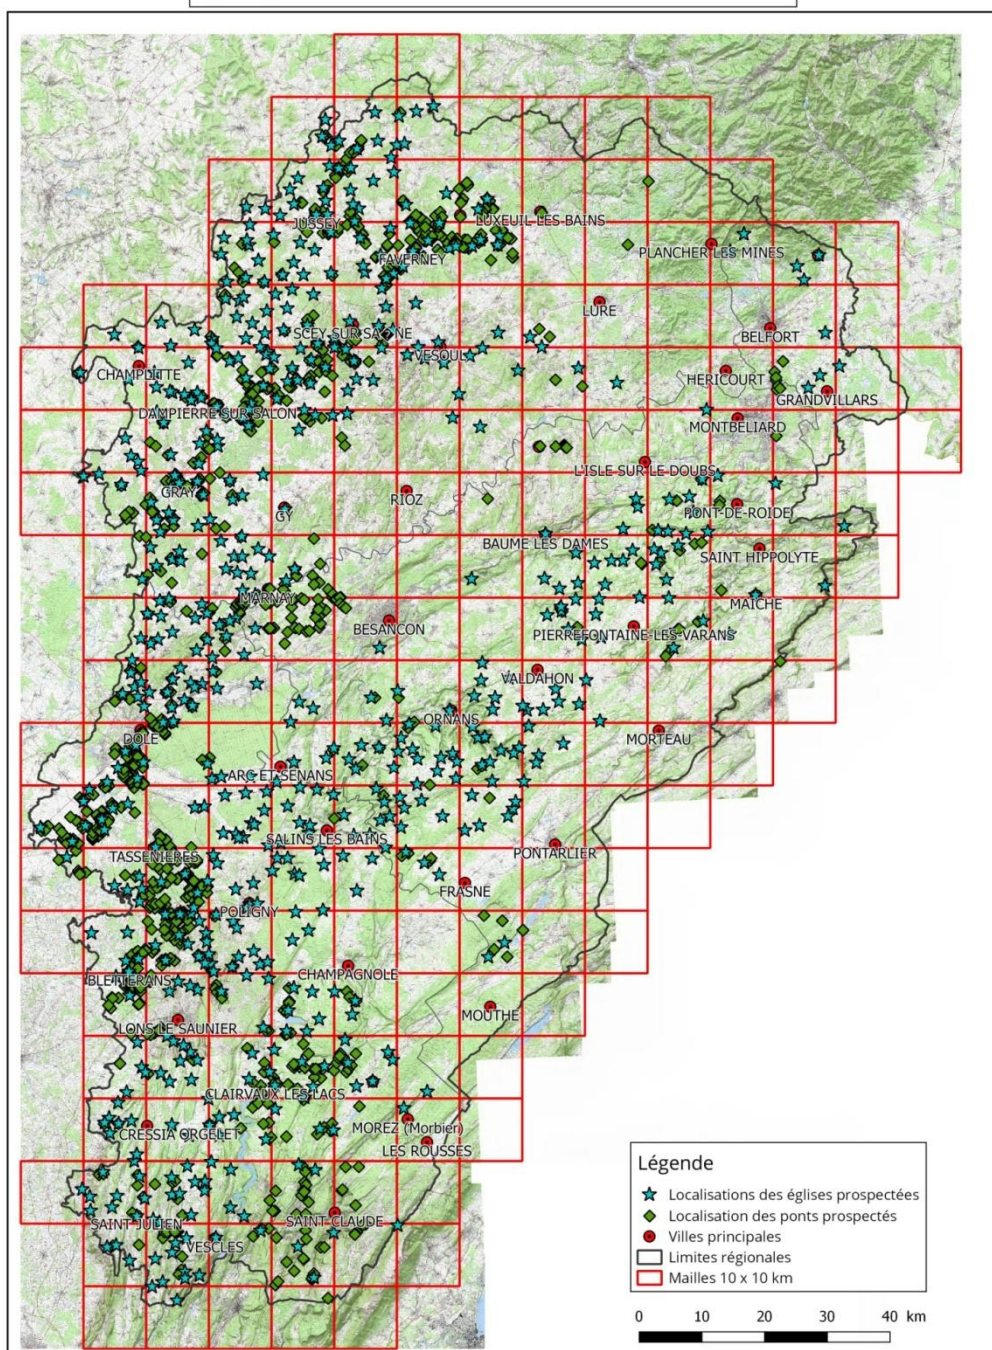 JUSSEY
LUXEUIL LES BAINS
FAVERNEY
PLANCHER LES MINES
LURE
BELFORT
VESOUL
CHAMPLITTE
HERICOURT
GRANDVILLARS
DAMPIERRE SUR SALON
MONTBELIARD
L'ISLE SUR LE DOUBS
GRAY
RIOZ
GY
PONT-DE-ROIDE
BAUME LES DAMES
SAINT HIPPOLYTE
MARNAY
MAICHE
BESANCON
PIERREFONTAINE-LES-VARANS
VALDAHON
ORNANS
DOLE
MORTEAU
ARC ET SENANS
SALINS LES BAINS
TASSENIERES
PONTARLIER
FRASNE
POLIGNY
CHAMPAGNOLE
BLETTERANS
MOUTHE
LONS LE SAUNIER
CLAIRVAUX LES LACS
CRESSIA ORGELET
MOREZ (Morbier)
LES ROUSSES
SAINT JULIEN
SAINT CLAUDE
VESCLES
Légende
Localisations des églises prospectées
Localisation des ponts prospectés
Villes principales
Limites régionales
Mailles 10 x 10 km
0 10 20 30 40 km